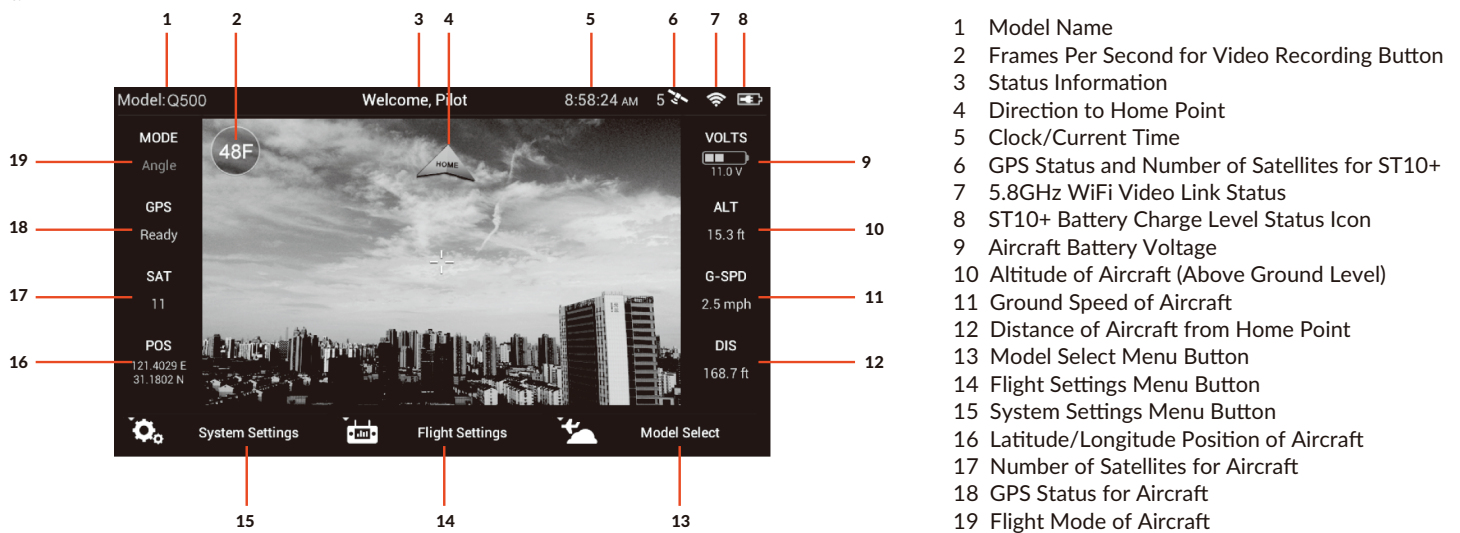 1 2 3 4 5 6 7 8
Model:Q500 Welcome, Pilot 8:58:24 AM 5
MODE
Angle
GPS
Ready
SAT
11
POS
121.4029 E
31.1802 N
48F
HOME
VOLTS
11.0 V
ALT
15.3 ft
G-SPD
2.5 mph
DIS
168.7 ft
19
18
17
16
9
10
11
12
System Settings Flight Settings Model Select
15 14 13
1 Model Name
2 Frames Per Second for Video Recording Button
3 Status Information
4 Direction to Home Point
5 Clock/Current Time
6 GPS Status and Number of Satellites for ST10+
7 5.8GHz WiFi Video Link Status
8 ST10+ Battery Charge Level Status Icon
9 Aircraft Battery Voltage
10 Altitude of Aircraft (Above Ground Level)
11 Ground Speed of Aircraft
12 Distance of Aircraft from Home Point
13 Model Select Menu Button
14 Flight Settings Menu Button
15 System Settings Menu Button
16 Latitude/Longitude Position of Aircraft
17 Number of Satellites for Aircraft
18 GPS Status for Aircraft
19 Flight Mode of Aircraft